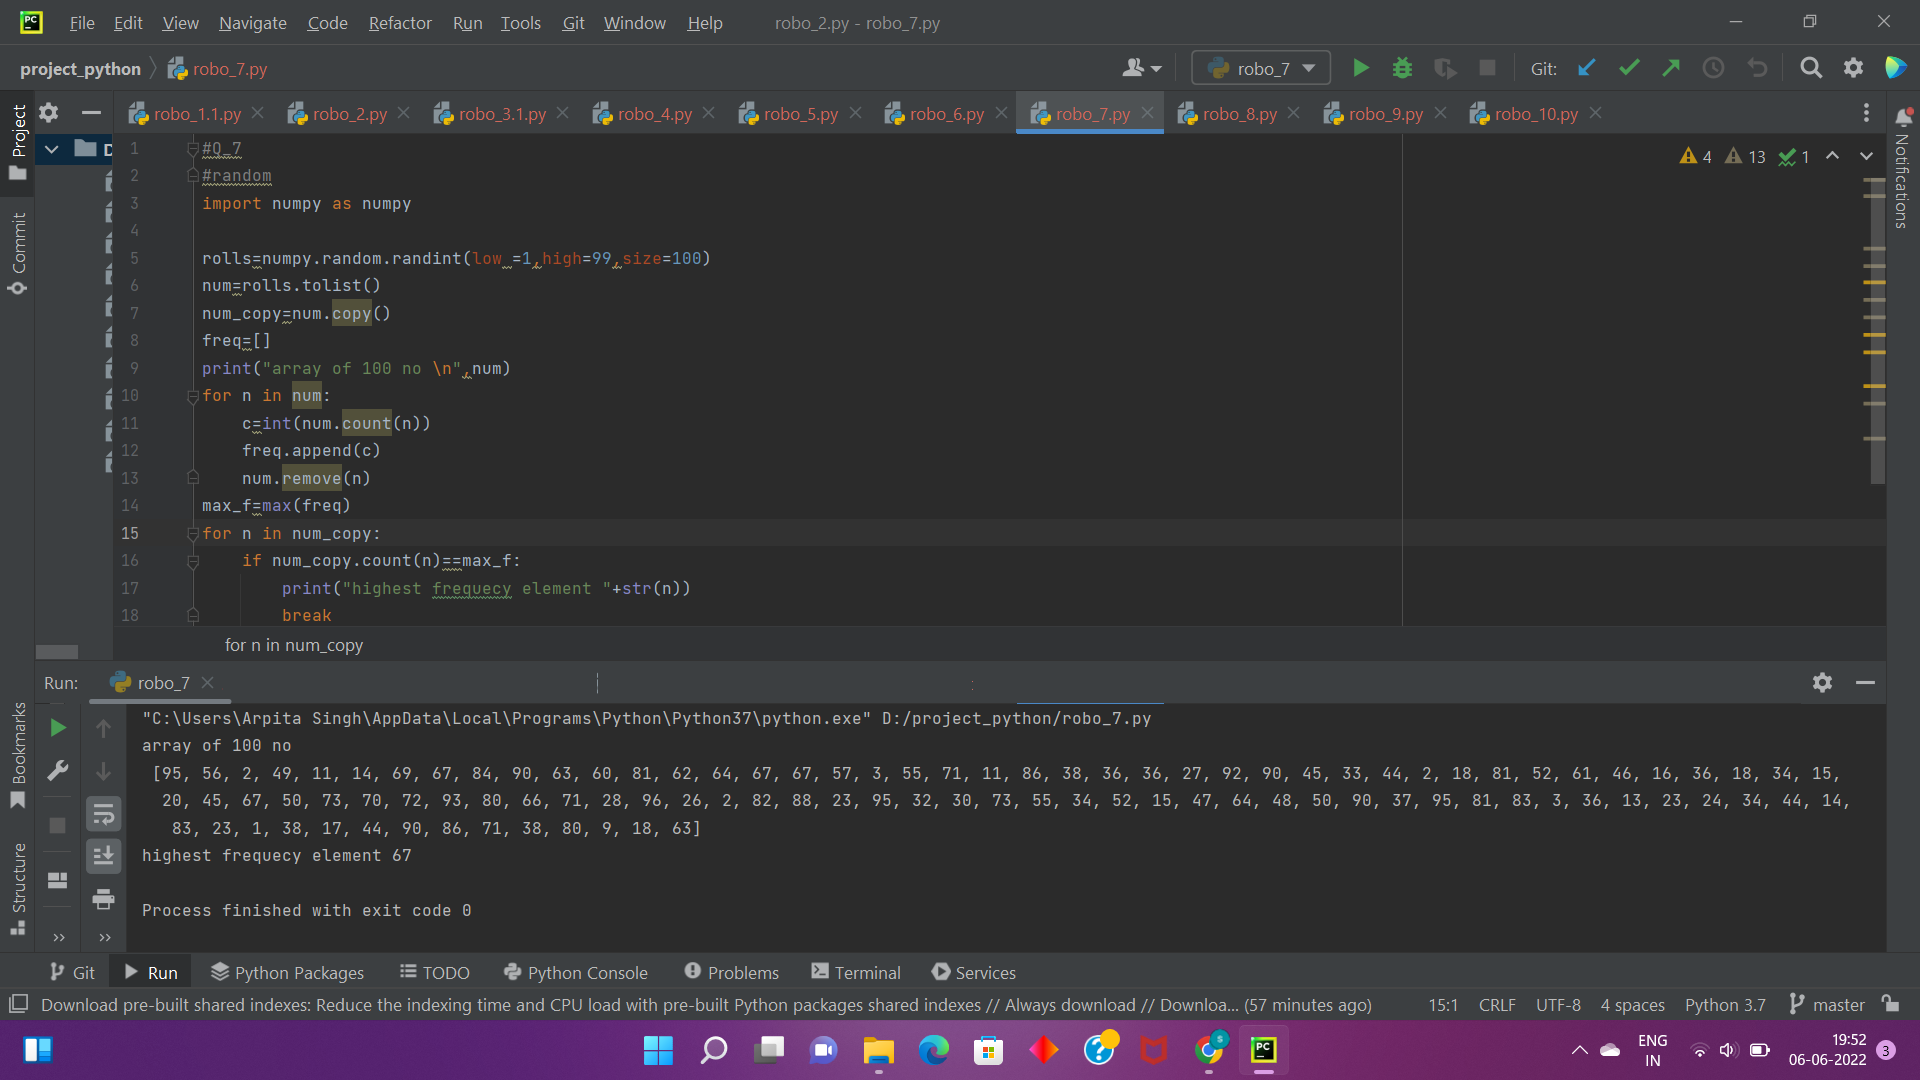 File Edit View Navigate Code Refactor Run Tools Git Window Help robo_2.py - robo_7.py
project_python robo_7.py robo_7 Git:
robo_1.1.py robo_2.py robo_3.1.py robo_4.py robo_5.py robo_6.py robo_7.py robo_8.py robo_9.py robo_10.py
Project
Commit
Bookmarks
Structure
Notifications
D
4 13 1
1 #Q_7
2 #random
3 import numpy as numpy
4
5 rolls=numpy.random.randint(low =1,high=99,size=100)
6 num=rolls.tolist()
7 num_copy=num.copy()
8 freq=[]
9 print("array of 100 no \n",num)
10 for n in num:
11 c=int(num.count(n))
12 freq.append(c)
13 num.remove(n)
14 max_f=max(freq)
15 for n in num_copy:
16 if num_copy.count(n)==max_f:
17 print("highest frequecy element "+str(n))
18 break
for n in num_copy
Run: robo_7
"C:\Users\Arpita Singh\AppData\Local\Programs\Python\Python37\python.exe" D:/project_python/robo_7.py
array of 100 no
[95, 56, 2, 49, 11, 14, 69, 67, 84, 90, 63, 60, 81, 62, 64, 67, 67, 57, 3, 55, 71, 11, 86, 38, 36, 36, 27, 92, 90, 45, 33, 44, 2, 18, 81, 52, 61, 46, 16, 36, 18, 34, 15,
20, 45, 67, 50, 73, 70, 72, 93, 80, 66, 71, 28, 96, 26, 2, 82, 88, 23, 95, 32, 30, 73, 55, 34, 52, 15, 47, 64, 48, 50, 90, 37, 95, 81, 83, 3, 36, 13, 23, 24, 34, 44, 14,
83, 23, 1, 38, 17, 44, 90, 86, 71, 38, 80, 9, 18, 63]
highest frequecy element 67
Process finished with exit code 0
Git Run Python Packages TODO Python Console Problems Terminal Services
Download pre-built shared indexes: Reduce the indexing time and CPU load with pre-built Python packages shared indexes // Always download // Downloa... (57 minutes ago) 15:1 CRLF UTF-8 4 spaces Python 3.7 master
ENG
IN
19:52
06-06-2022
3